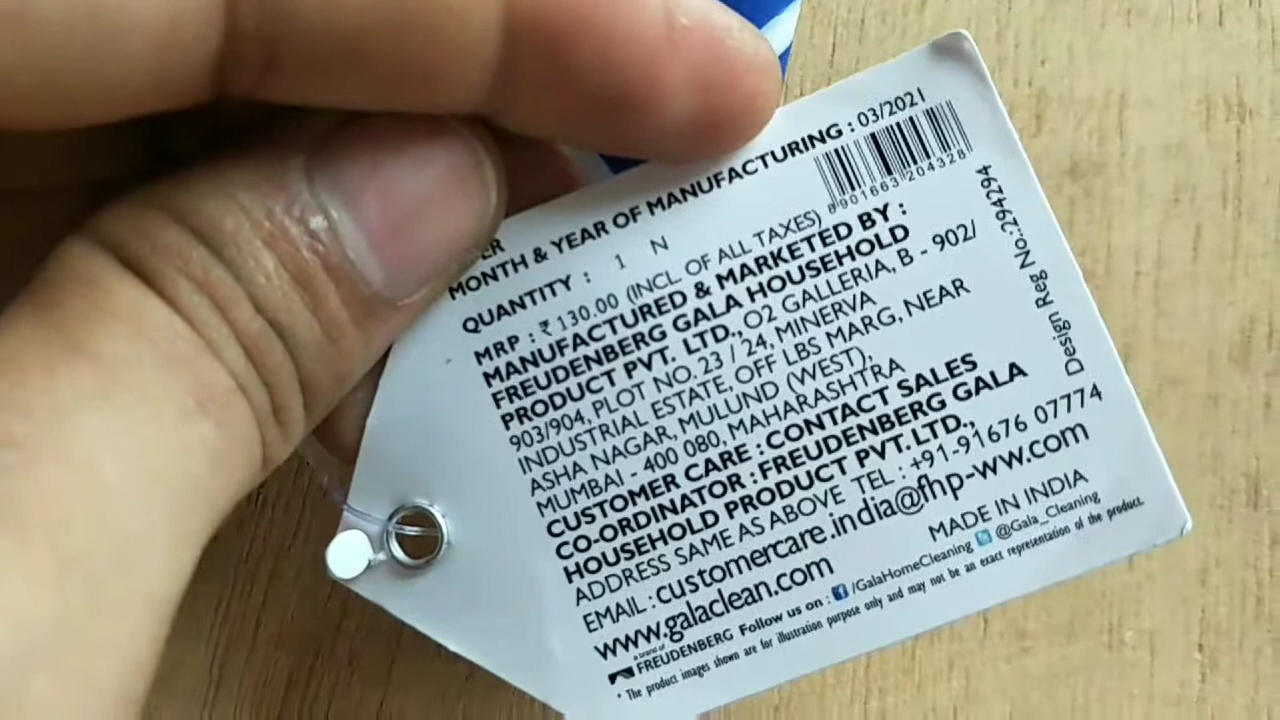 MONTH & YEAR OF MANUFACTURING : 03/2021
QUANTITY : 1 N
8 901663 204328
MRP : ₹ 130.00 (INCL OF ALL TAXES)
MANUFACTURED & MARKETED BY :
FREUDENBERG GALA HOUSEHOLD
PRODUCT PVT. LTD., O2 GALLERIA, B - 902/
903/904, PLOT NO. 23 / 24, MINERVA
INDUSTRIAL ESTATE, OFF LBS MARG, NEAR
ASHA NAGAR, MULUND (WEST),
MUMBAI - 400 080, MAHARASHTRA
CUSTOMER CARE : CONTACT SALES
CO-ORDINATOR : FREUDENBERG GALA
HOUSEHOLD PRODUCT PVT. LTD.,
ADDRESS SAME AS ABOVE TEL : +91-91676 07774
EMAIL : customercare.india@fhp-ww.com
www.galaclean.com
MADE IN INDIA
a brand of
FREUDENBERG Follow us on : /GalaHomeCleaning @Gala_Cleaning
* The product images shown are for illustration purpose only and may not be an exact representation of the product.
Design Reg No.:294294